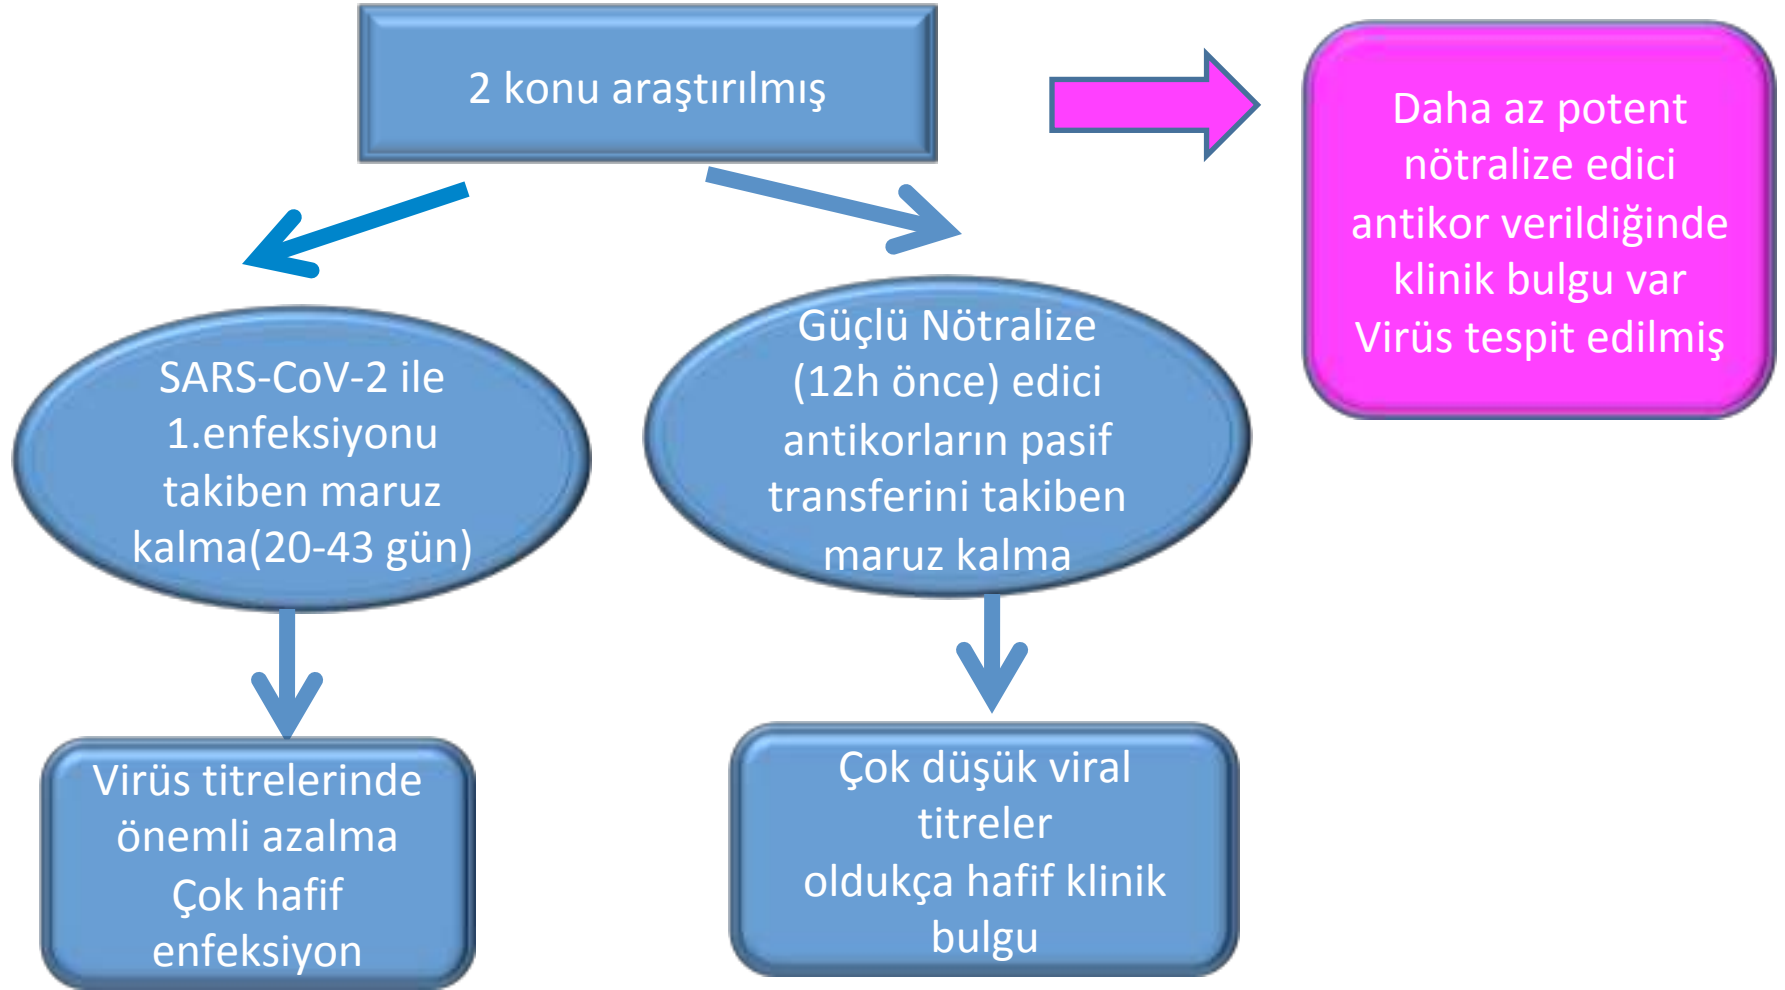 2 konu araştırılmış
Daha az potent
nötralize edici
antikor verildiğinde
klinik bulgu var
Virüs tespit edilmiş
SARS-CoV-2 ile
1.enfeksiyonu
takiben maruz
kalma(20-43 gün)
Güçlü Nötralize
(12h önce) edici
antikorların pasif
transferini takiben
maruz kalma
Virüs titrelerinde
önemli azalma
Çok hafif
enfeksiyon
Çok düşük viral
titreler
oldukça hafif klinik
bulgu